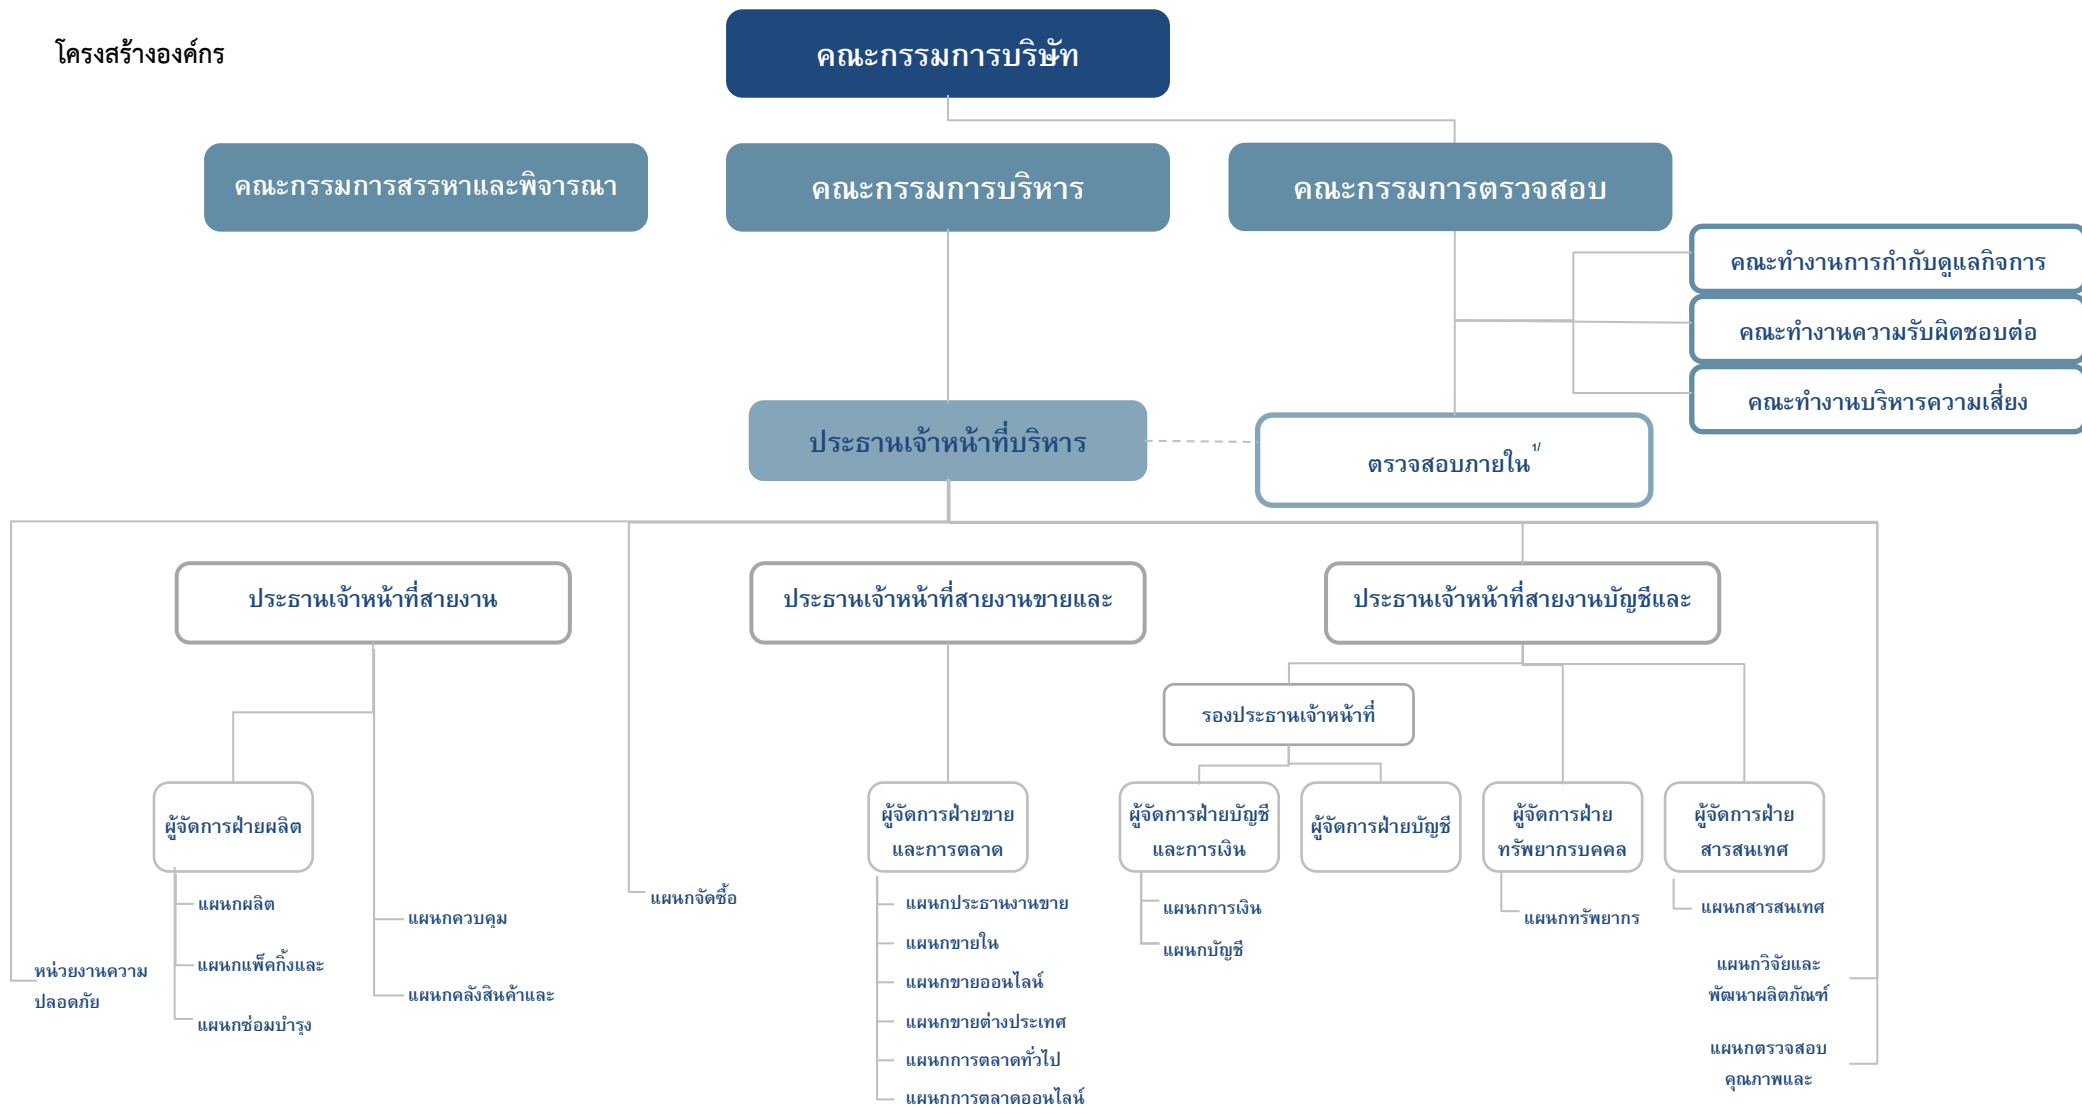 โครงสร้างองค์กร
คณะกรรมการบริษัท
คณะกรรมการสรรหาและพิจารณา
คณะกรรมการบริหาร
คณะกรรมการตรวจสอบ
คณะทำงานการกำกับดูแลกิจการ
คณะทำงานความรับผิดชอบต่อ
คณะทำงานบริหารความเสี่ยง
ประธานเจ้าหน้าที่บริหาร
ตรวจสอบภายใน 1/
ประธานเจ้าหน้าที่สายงาน
ประธานเจ้าหน้าที่สายงานขายและ
ประธานเจ้าหน้าที่สายงานบัญชีและ
รองประธานเจ้าหน้าที่
ผู้จัดการฝ่ายผลิต
ผู้จัดการฝ่ายขาย
และการตลาด
ผู้จัดการฝ่ายบัญชี
และการเงิน
ผู้จัดการฝ่ายบัญชี
ผู้จัดการฝ่าย
ทรัพยากรบคคล
ผู้จัดการฝ่าย
สารสนเทศ
แผนกผลิต
แผนกแพ็คกิ้งและ
แผนกซ่อมบำรุง
แผนกควบคุม
แผนกคลังสินค้าและ
หน่วยงานความ
ปลอดภัย
แผนกจัดซื้อ
แผนกประธานงานขาย
แผนกขายใน
แผนกขายออนไลน์
แผนกขายต่างประเทศ
แผนกการตลาดทั่วไป
แผนกการตลาดออนไลน์
แผนกการเงิน
แผนกบัญชี
แผนกทรัพยากร
แผนกสารสนเทศ
แผนกวิจัยและ
พัฒนาผลิตภัณฑ์
แผนกตรวจสอบ
คุณภาพและ